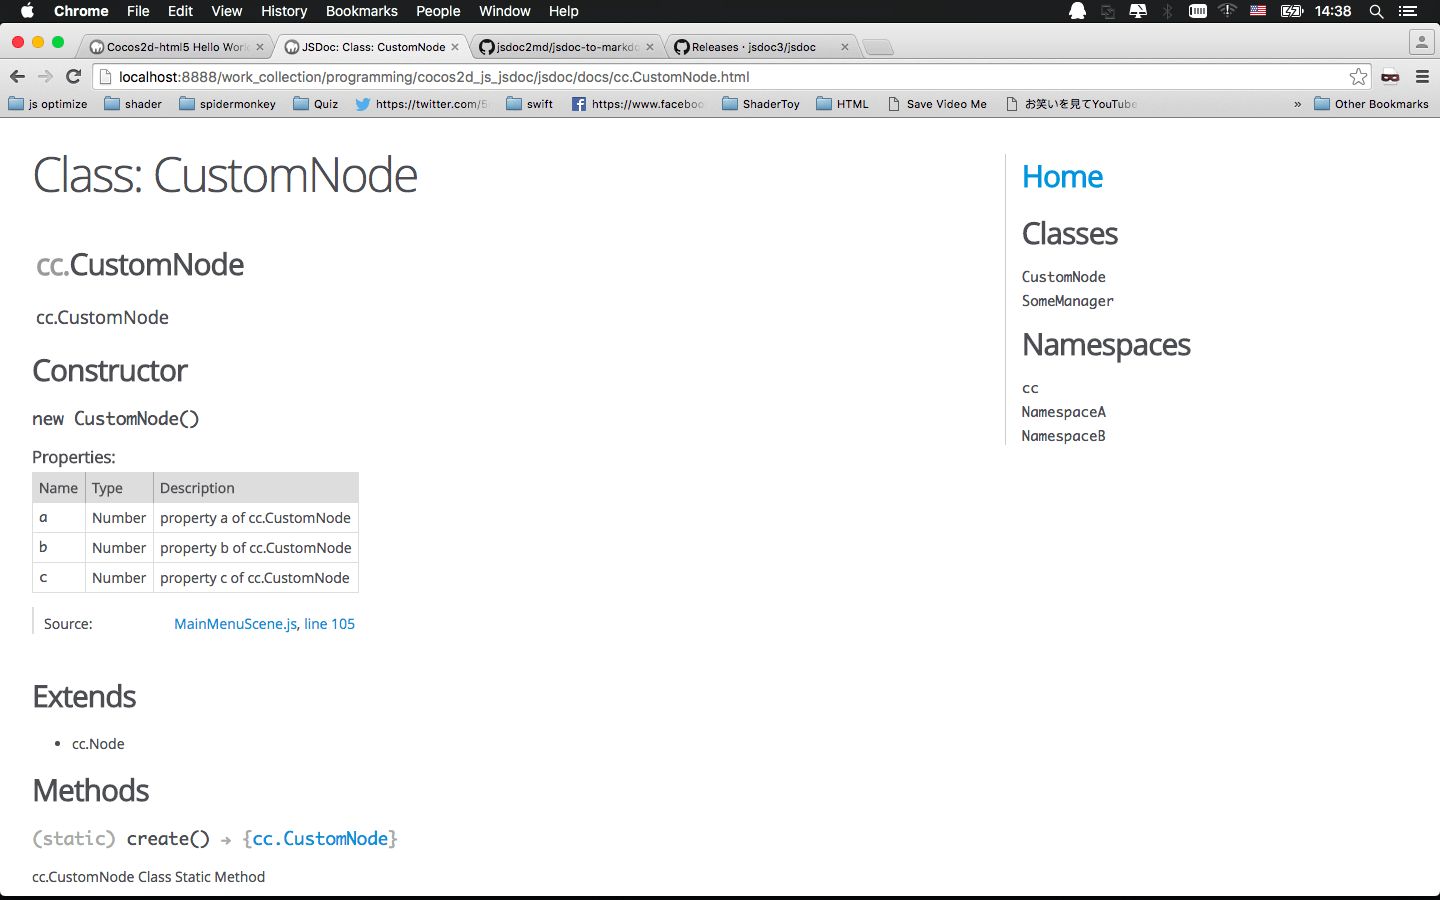 Chrome File Edit View History Bookmarks People Window Help 14:38
Cocos2d-html5 Hello Worl JSDoc: Class: CustomNode jsdoc2md/jsdoc-to-markdo Releases · jsdoc3/jsdoc
localhost:8888/work_collection/programming/cocos2d_js_jsdoc/jsdoc/docs/cc.CustomNode.html
js optimize shader spidermonkey Quiz https://twitter.com/5 swift https://www.faceboo ShaderToy HTML Save Video Me お笑いを見てYouTube » Other Bookmarks
Class: CustomNode
cc.CustomNode
cc.CustomNode
Constructor
new CustomNode()
Properties:
Name Type Description
a Number property a of cc.CustomNode
b Number property b of cc.CustomNode
c Number property c of cc.CustomNode
Source: MainMenuScene.js, line 105
Extends
• cc.Node
Methods
(static) create() → {cc.CustomNode}
cc.CustomNode Class Static Method
Home
Classes
CustomNode
SomeManager
Namespaces
cc
NamespaceA
NamespaceB